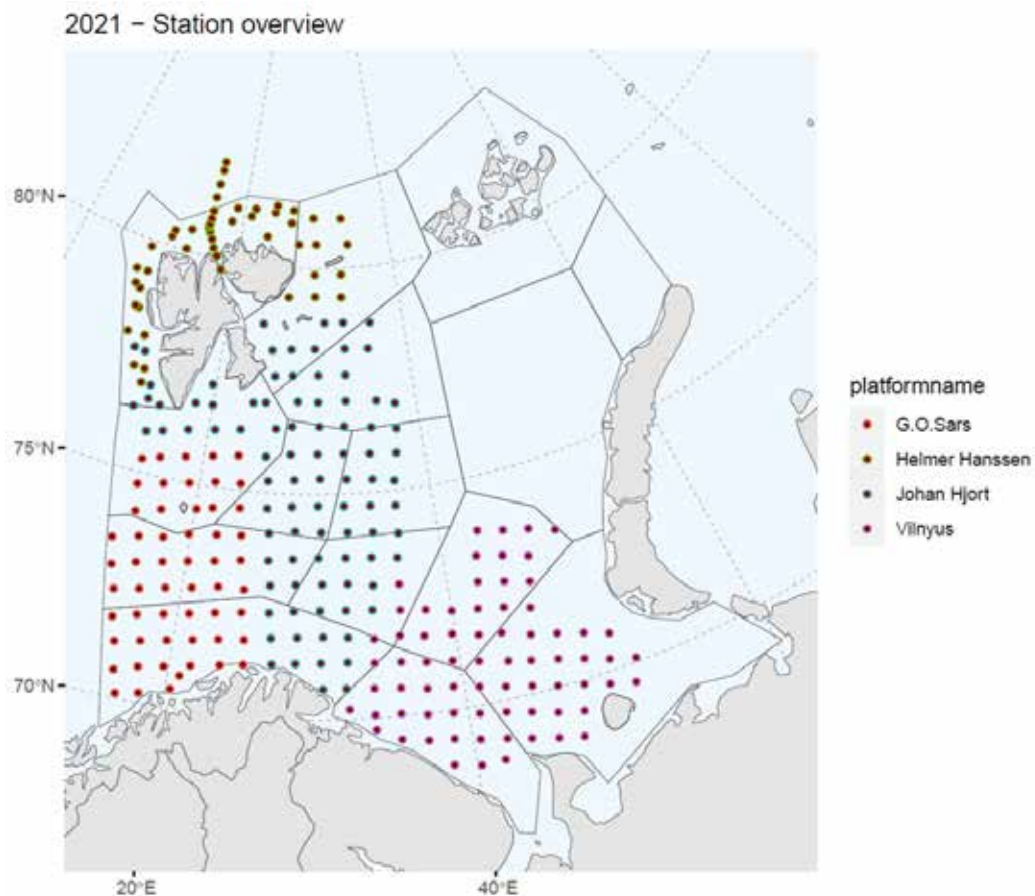 2021 − Station overview
80°N
75°N
70°N
20°E
40°E
platformname
G.O.Sars
Helmer Hanssen
Johan Hjort
Vilnyus